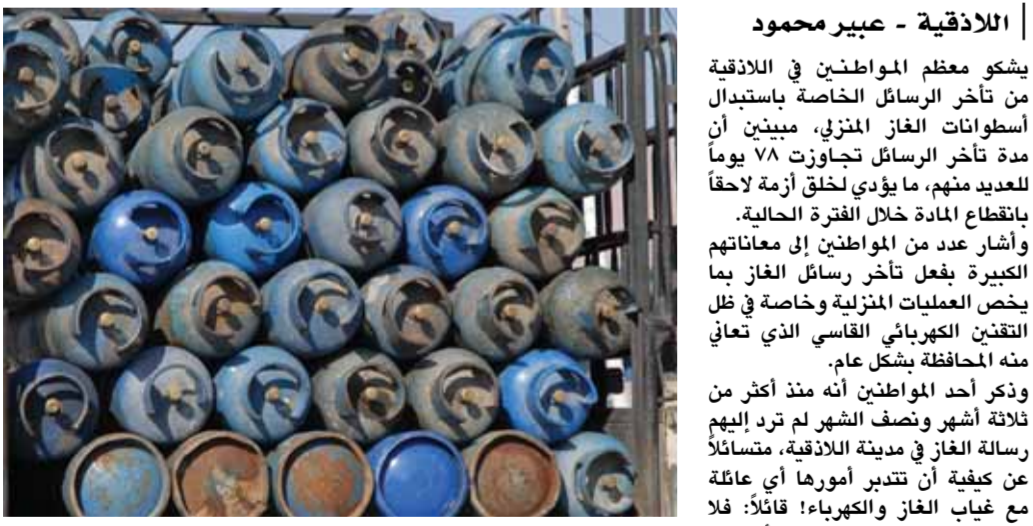 اللاذقية - عبير محمود
يشكو معظم المواطنين في اللاذقية
من تأخر الرسائل الخاصة باستبدال
أسطوانات الغاز المنزلي، مبينين أن
مدة تأخر الرسائل تجاوزت ٧٨ يوماً
للعديد منهم، ما يؤدي لخلق أزمة لاحقاً
بانقطاع المادة خلال الفترة الحالية.
وأشار عدد من المواطنين إلى معاناتهم
الكبيرة بفعل تأخر رسائل الغاز بما
يخص العمليات المنزلية وخاصة في ظل
التقنين الكهربائي القاسي الذي تعاني
منه المحافظة بشكل عام.
وذكر أحد المواطنين أنه منذ أكثر من
ثلاثة أشهر ونصف الشهر لم ترد إليهم
رسالة الغاز في مدينة اللاذقية، متسائلاً
عن كيفية أن تتدبر أمورها أي عائلة
مع غياب الغاز والكهرباء! قائلاً: فلا